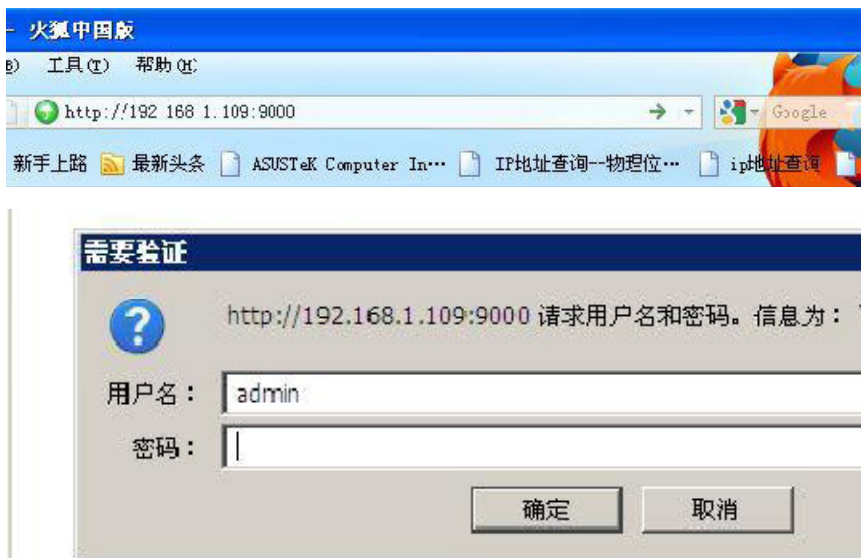 - 火狐中国版
B) 工具(T) 帮助(H)
http://192 168 1.109:9000 Google
新手上路 最新头条 ASUSTeK Computer In… IP地址查询--物理位… ip地址查询
需要验证
http://192.168.1.109:9000 请求用户名和密码。信息为：
用户名： admin
密码：
确定 取消